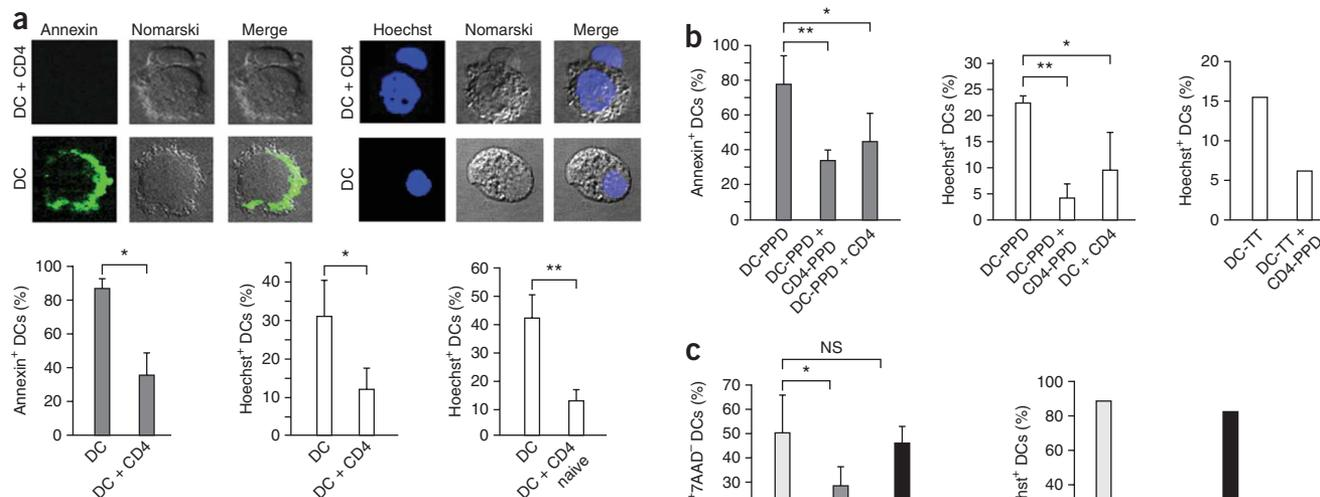 a
Annexin Nomarski Merge
DC + CD4
DC
Hoechst Nomarski Merge
DC + CD4
DC
Annexin+ DCs (%)
100
80
60
40
20
0
*
DC
DC + CD4
Hoechst+ DCs (%)
40
30
20
10
0
*
DC
DC + CD4
Hoechst+ DCs (%)
60
50
40
30
20
10
0
**
DC
DC + CD4
naive
b
Annexin+ DCs (%)
100
80
60
40
20
0
*
**
DC-PPD
DC-PPD +
CD4-PPD
DC-PPD + CD4
Hoechst+ DCs (%)
30
25
20
15
10
5
0
*
**
DC-PPD
DC-PPD +
CD4-PPD
DC + CD4
Hoechst+ DCs (%)
20
15
10
5
0
DC-TT
DC-TT +
CD4-PPD
c
+7AAD− DCs (%)
70
60
50
40
30
NS
*
hst+ DCs (%)
100
80
60
40